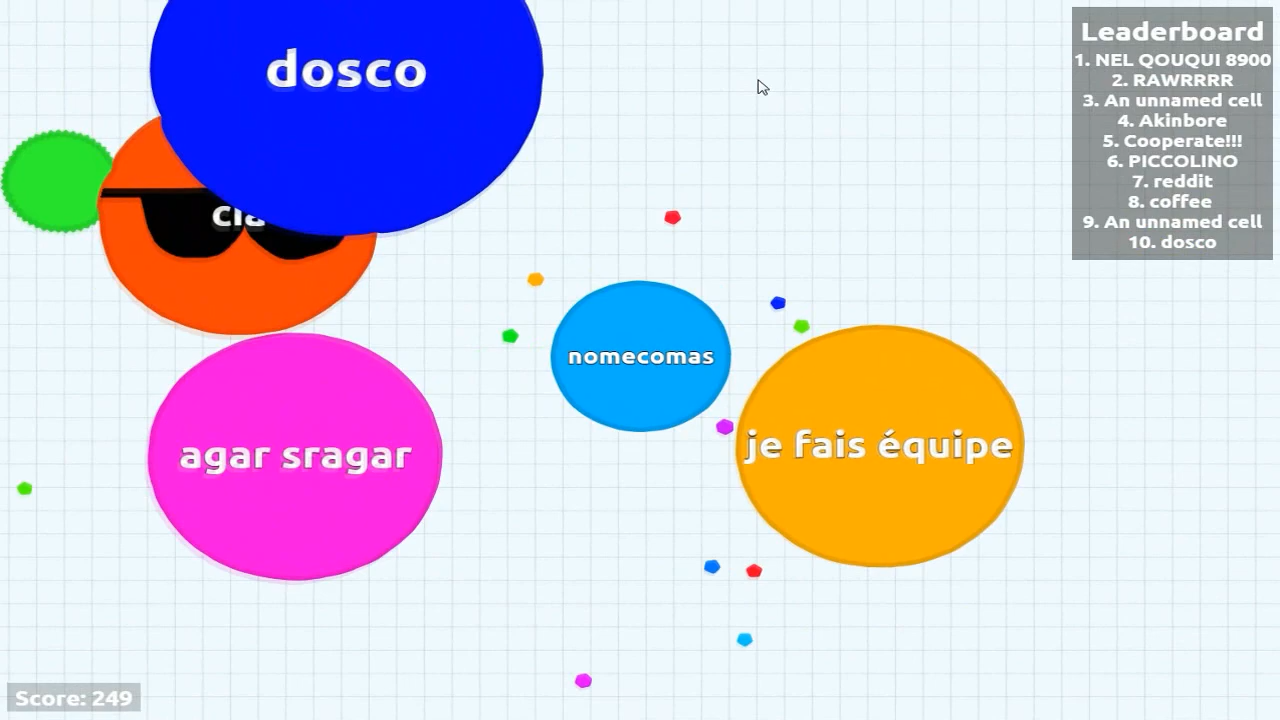 dosco
Leaderboard
1. NEL QOUQUI 8900
2. RAWRRRR
3. An unnamed cell
4. Akinbore
5. Cooperate!!!
6. PICCOLINO
7. reddit
8. coffee
9. An unnamed cell
10. dosco
nomecomas
je fais équipe
agar sragar
Score: 249